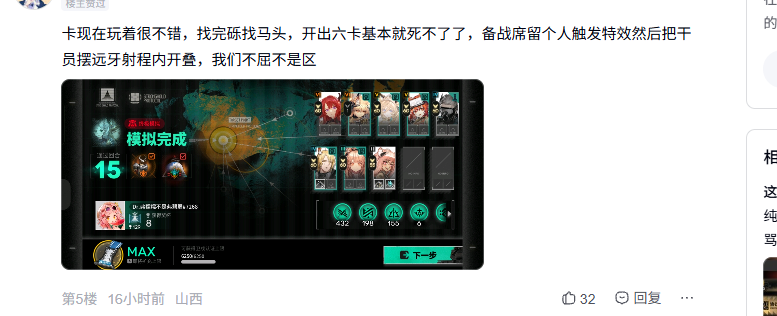 楼主赞过
卡现在玩着很不错，找完砾找马头，开出六卡基本就死不了了，备战席留个人触发特效然后把干
员摆远牙射程内开叠，我们不屈不是区
模拟完成
15
8
432 198 155 6
MAX
6250/6250
下一步
第5楼 16小时前 山西
32 回复 ···
相
这
纯
骂
的